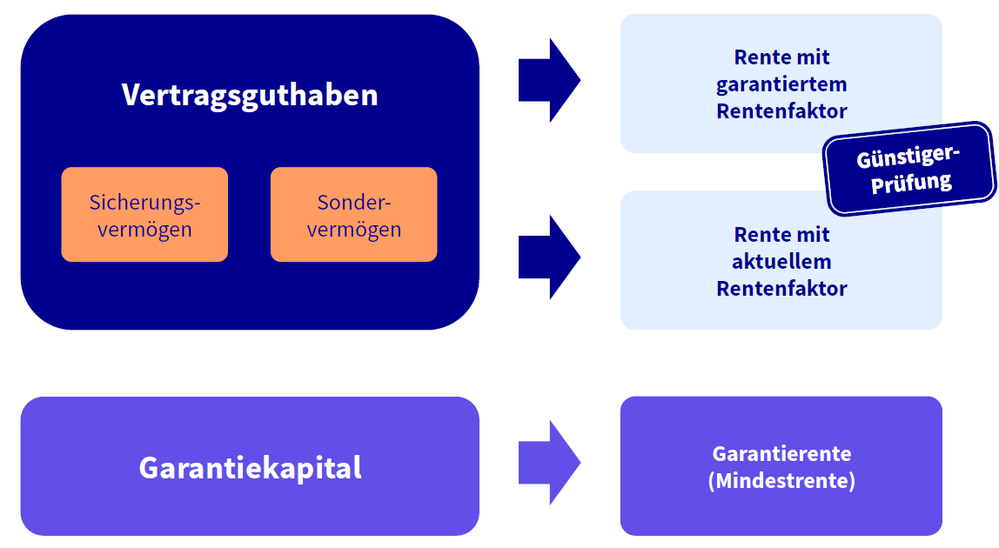 Vertragsguthaben
Sicherungs-
vermögen
Sonder-
vermögen
Rente mit
garantiertem
Rentenfaktor
Günstiger-
Prüfung
Rente mit
aktuellem
Rentenfaktor
Garantiekapital
Garantierente
(Mindestrente)